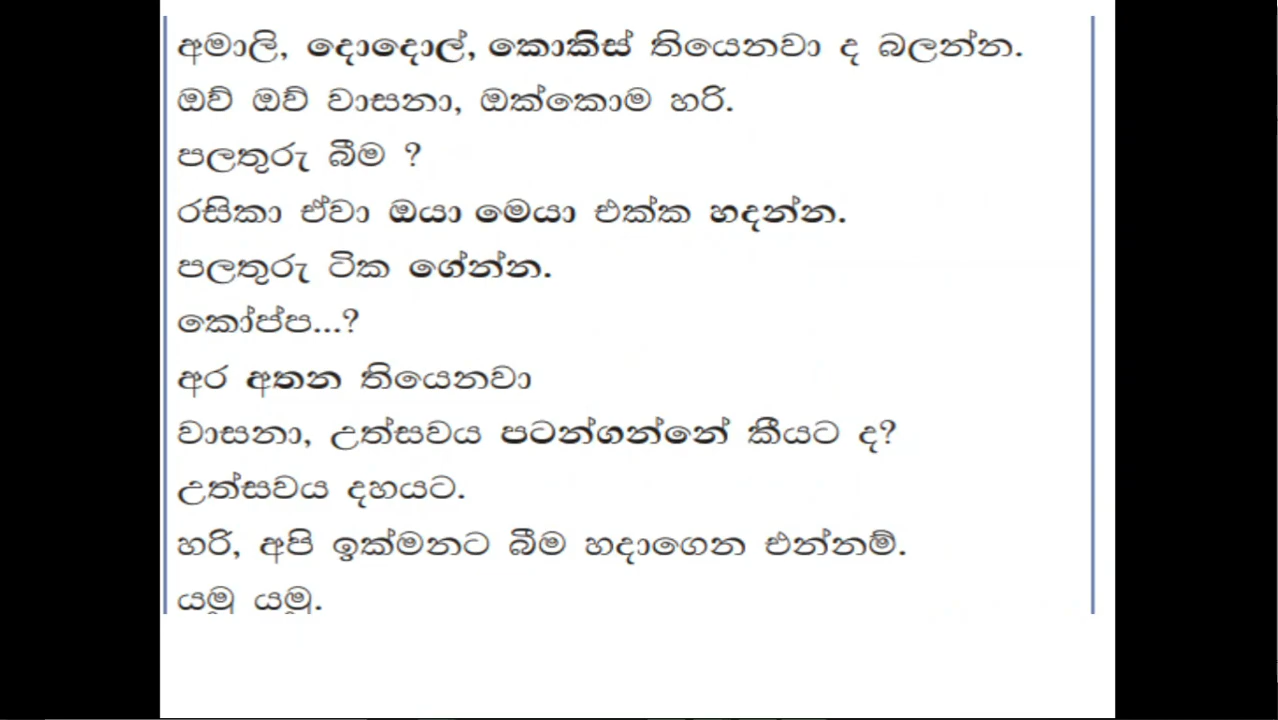 අමාලි, දොදොල්, කොකිස් තියෙනවා ද බලන්න.
ඔව් ඔව් වාසනා, ඔක්කොම හරි.
පලතුරු බීම ?
රසිකා ඒවා ඔයා මෙයා එක්ක හදන්න.
පලතුරු ටික ගේන්න.
කෝප්ප...?
අර අතන තියෙනවා
වාසනා, උත්සවය පටන්ගන්නේ කීයට ද?
උත්සවය දහයට.
හරි, අපි ඉක්මනට බීම හදාගෙන එන්නම්.
යමු යමු.